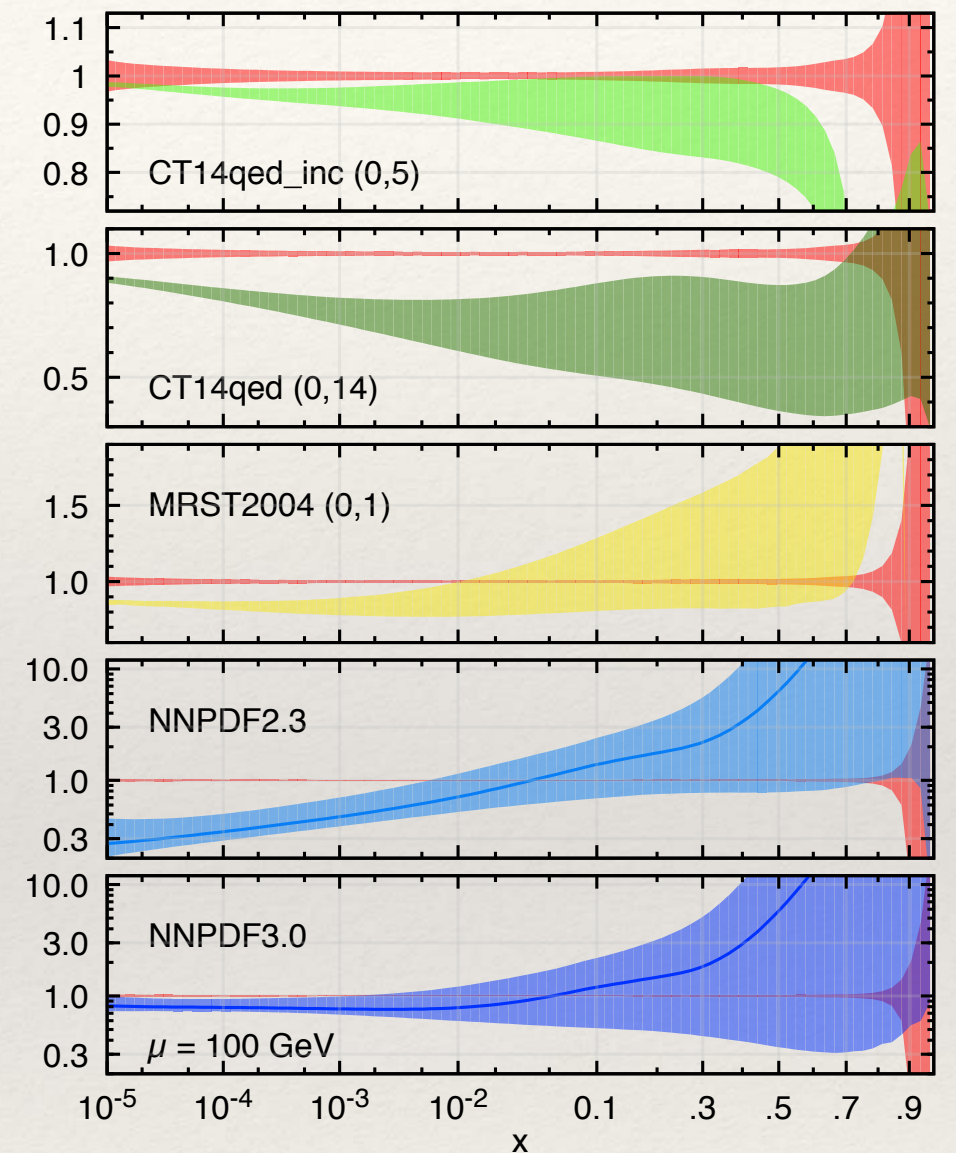 1.1
1
0.9
0.8
CT14qed_inc (0,5)
1.0
0.5
CT14qed (0,14)
1.5
1.0
MRST2004 (0,1)
10.0
3.0
1.0
0.3
NNPDF2.3
10.0
3.0
1.0
0.3
NNPDF3.0
μ = 100 GeV
10⁻⁵ 10⁻⁴ 10⁻³ 10⁻² 0.1 .3 .5 .7 .9
x